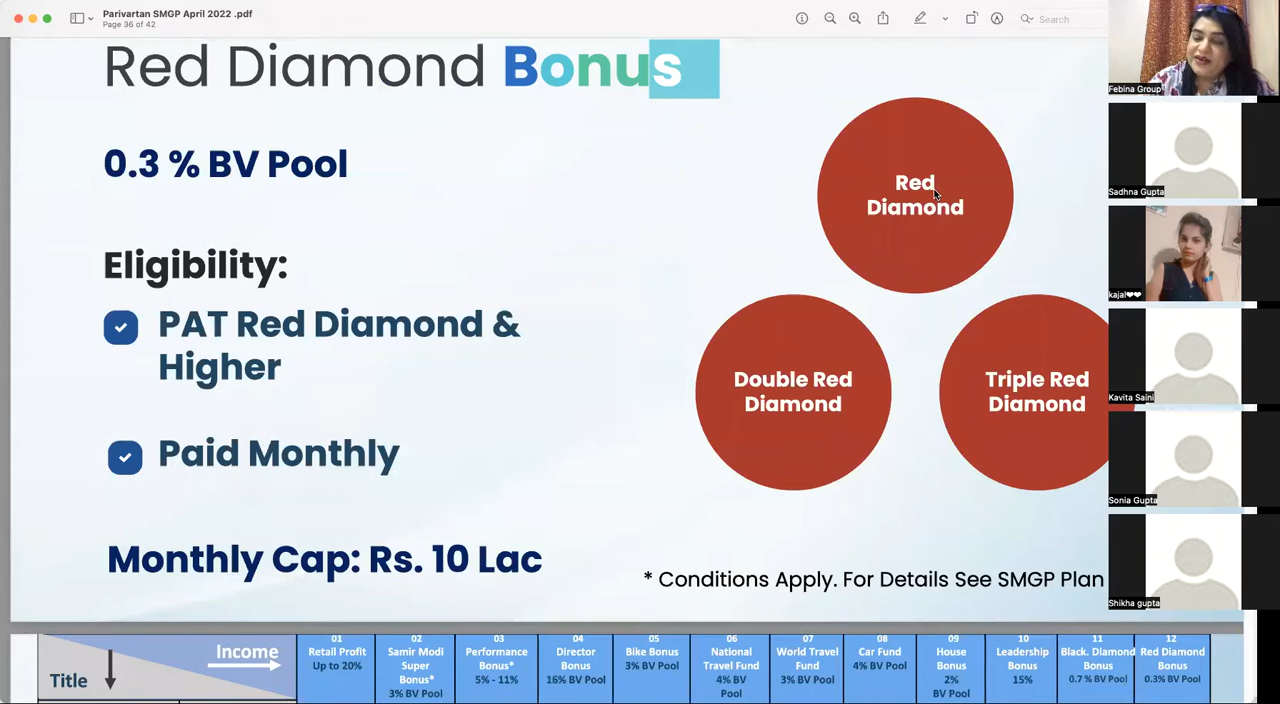 Parivartan SMGP April 2022 .pdf
Page 36 of 42
Search
Red Diamond Bonus
0.3 % BV Pool
Eligibility:
PAT Red Diamond &
Higher
Paid Monthly
Monthly Cap: Rs. 10 Lac
Red
Diamond
Double Red
Diamond
Triple Red
Diamond
* Conditions Apply. For Details See SMGP Plan
Febina Group
Sadhna Gupta
kajal❤❤
Kavita Saini
Sonia Gupta
Shikha gupta
Income
Title
01
Retail Profit
Up to 20%
02
Samir Modi
Super
Bonus*
3% BV Pool
03
Performance
Bonus*
5% - 11%
04
Director
Bonus
16% BV Pool
05
Bike Bonus
3% BV Pool
06
National
Travel Fund
4% BV
Pool
07
World Travel
Fund
3% BV Pool
08
Car Fund
4% BV Pool
09
House
Bonus
2%
BV Pool
10
Leadership
Bonus
15%
11
Black. Diamond
Bonus
0.7 % BV Pool
12
Red Diamond
Bonus
0.3% BV Pool